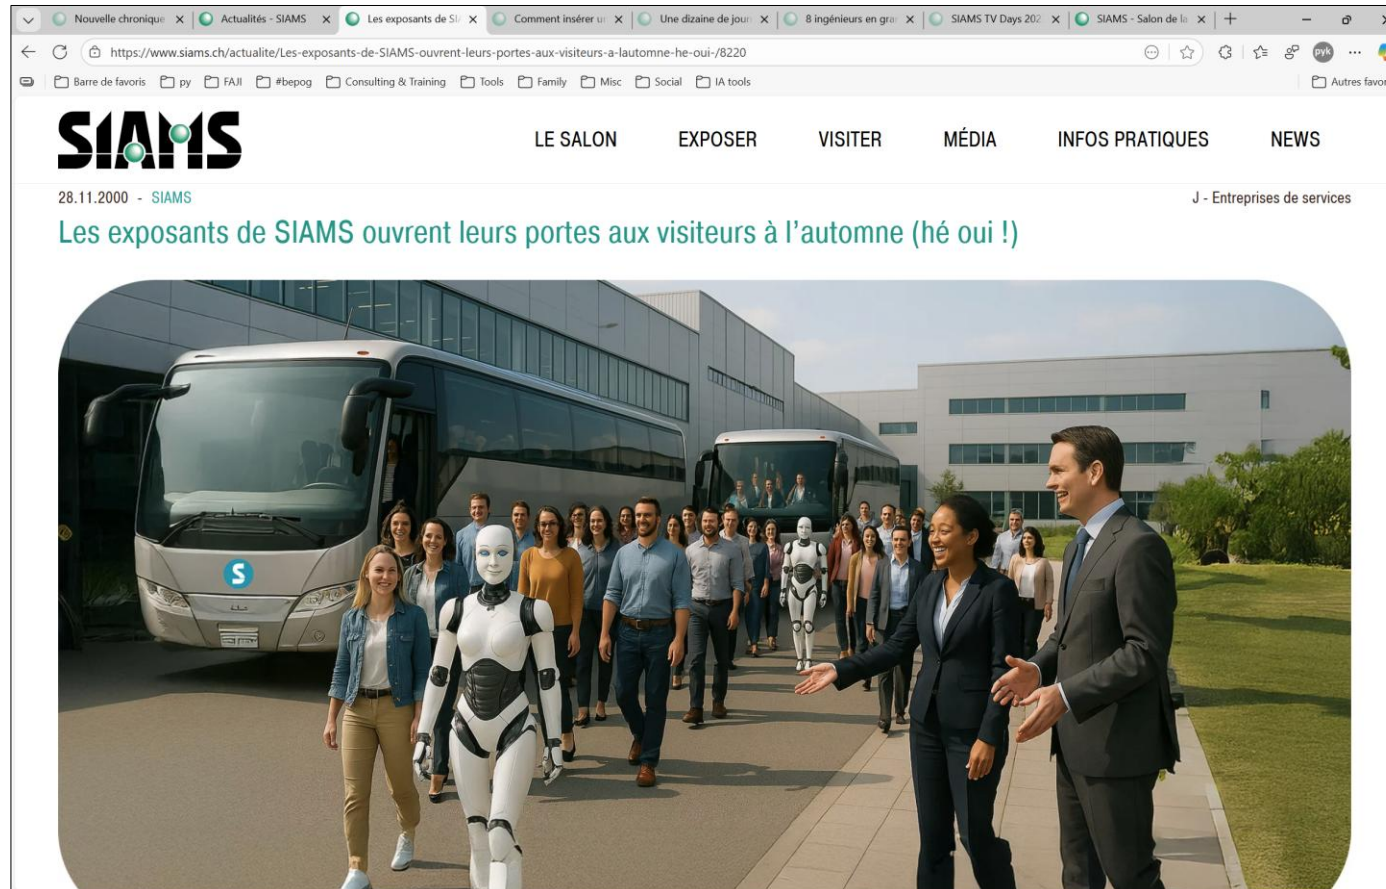 Nouvelle chronique
Actualités - SIAMS
Les exposants de SI
Comment insérer u
Une dizaine de jour
8 ingénieurs en gra
SIAMS TV Days 202
SIAMS - Salon de la
https://www.siams.ch/actualite/Les-exposants-de-SIAMS-ouvrent-leurs-portes-aux-visiteurs-a-lautomne-he-oui-/8220
pyk
Barre de favoris
py
FAJI
#bepog
Consulting & Training
Tools
Family
Misc
Social
IA tools
Autres favor
SIAMS
LE SALON
EXPOSER
VISITER
MÉDIA
INFOS PRATIQUES
NEWS
28.11.2000 - SIAMS
J - Entreprises de services
Les exposants de SIAMS ouvrent leurs portes aux visiteurs à l’automne (hé oui !)
S